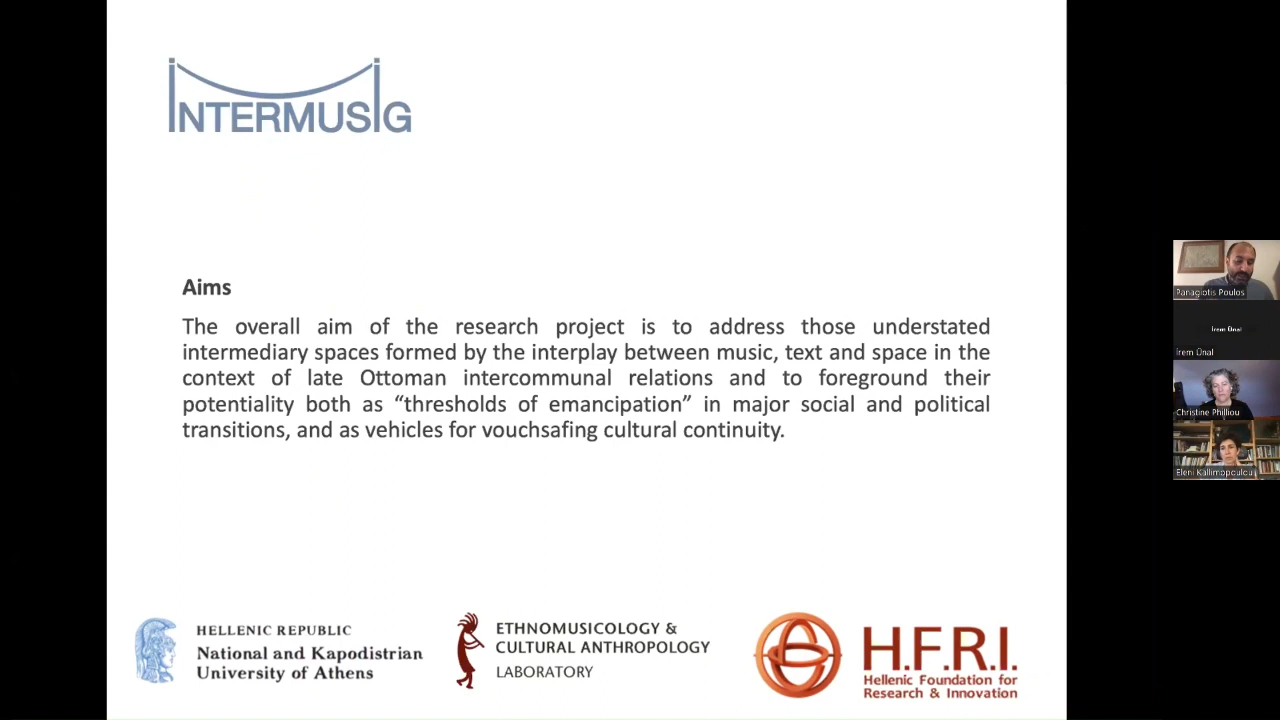 INTERMUSIG
Aims
The overall aim of the research project is to address those understated
intermediary spaces formed by the interplay between music, text and space in the
context of late Ottoman intercommunal relations and to foreground their
potentiality both as “thresholds of emancipation” in major social and political
transitions, and as vehicles for vouchsafing cultural continuity.
HELLENIC REPUBLIC
National and Kapodistrian
University of Athens
ETHNOMUSICOLOGY &
CULTURAL ANTHROPOLOGY
LABORATORY
H.F.R.I.
Hellenic Foundation for
Research & Innovation
Panagiotis Poulos
İrem Ünal
İrem Ünal
Christine Philliou
Eleni Kallimopoulou